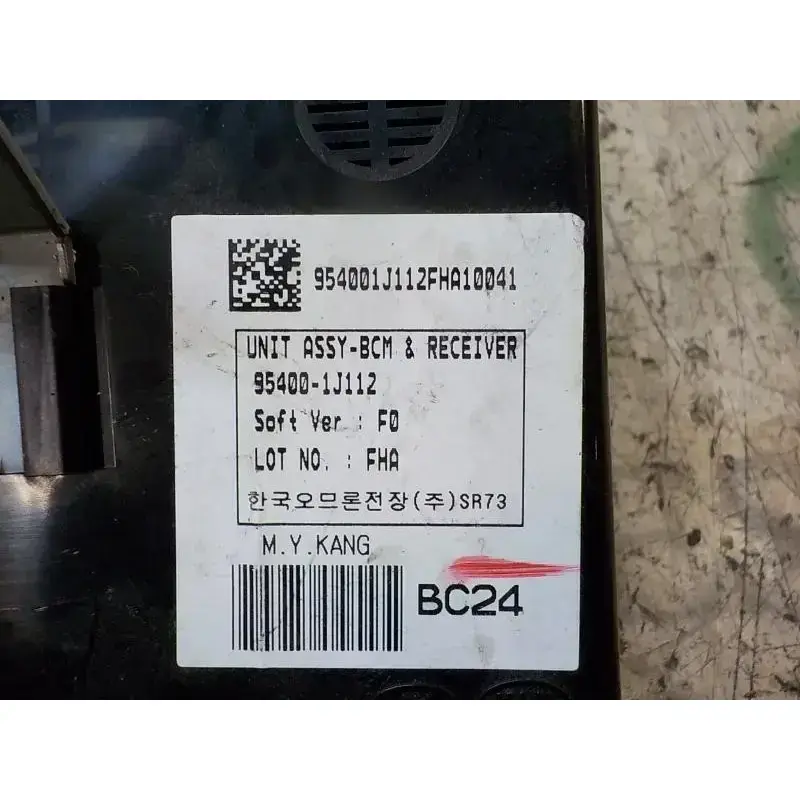 954001J112FHA10041
UNIT ASSY-BCM & RECEIVER
95400-1J112
Soft Ver : F0
LOT NO. : FHA
한국오므론전장(주)SR73
M.Y.KANG
BC24